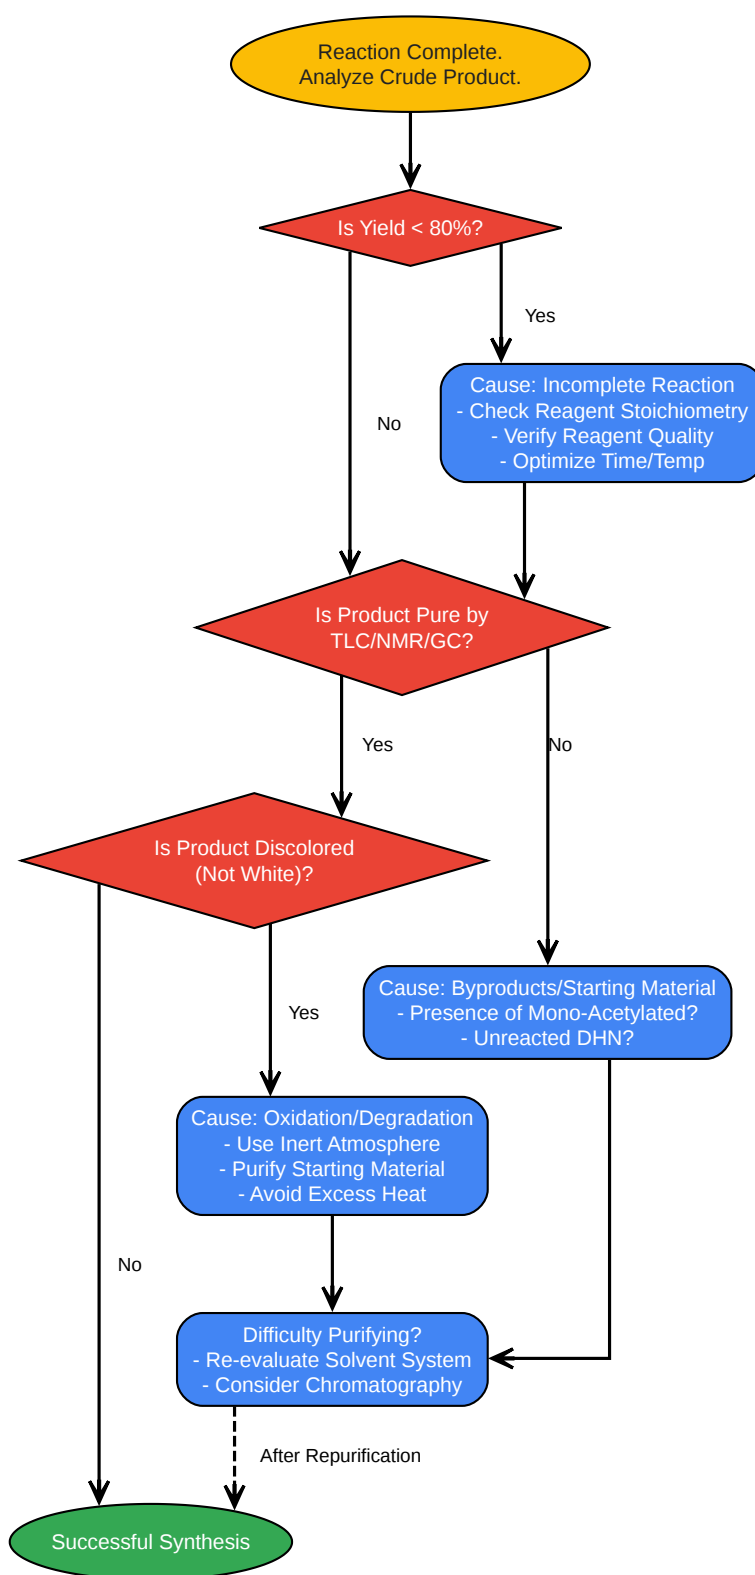 Reaction Complete.
Analyze Crude Product.
Is Yield < 80%?
Yes
Cause: Incomplete Reaction
- Check Reagent Stoichiometry
- Verify Reagent Quality
- Optimize Time/Temp
No
Is Product Pure by
TLC/NMR/GC?
Yes
No
Is Product Discolored
(Not White)?
Cause: Byproducts/Starting Material
- Presence of Mono-Acetylated?
- Unreacted DHN?
Yes
Cause: Oxidation/Degradation
- Use Inert Atmosphere
- Purify Starting Material
- Avoid Excess Heat
No
Difficulty Purifying?
- Re-evaluate Solvent System
- Consider Chromatography
After Repurification
Successful Synthesis